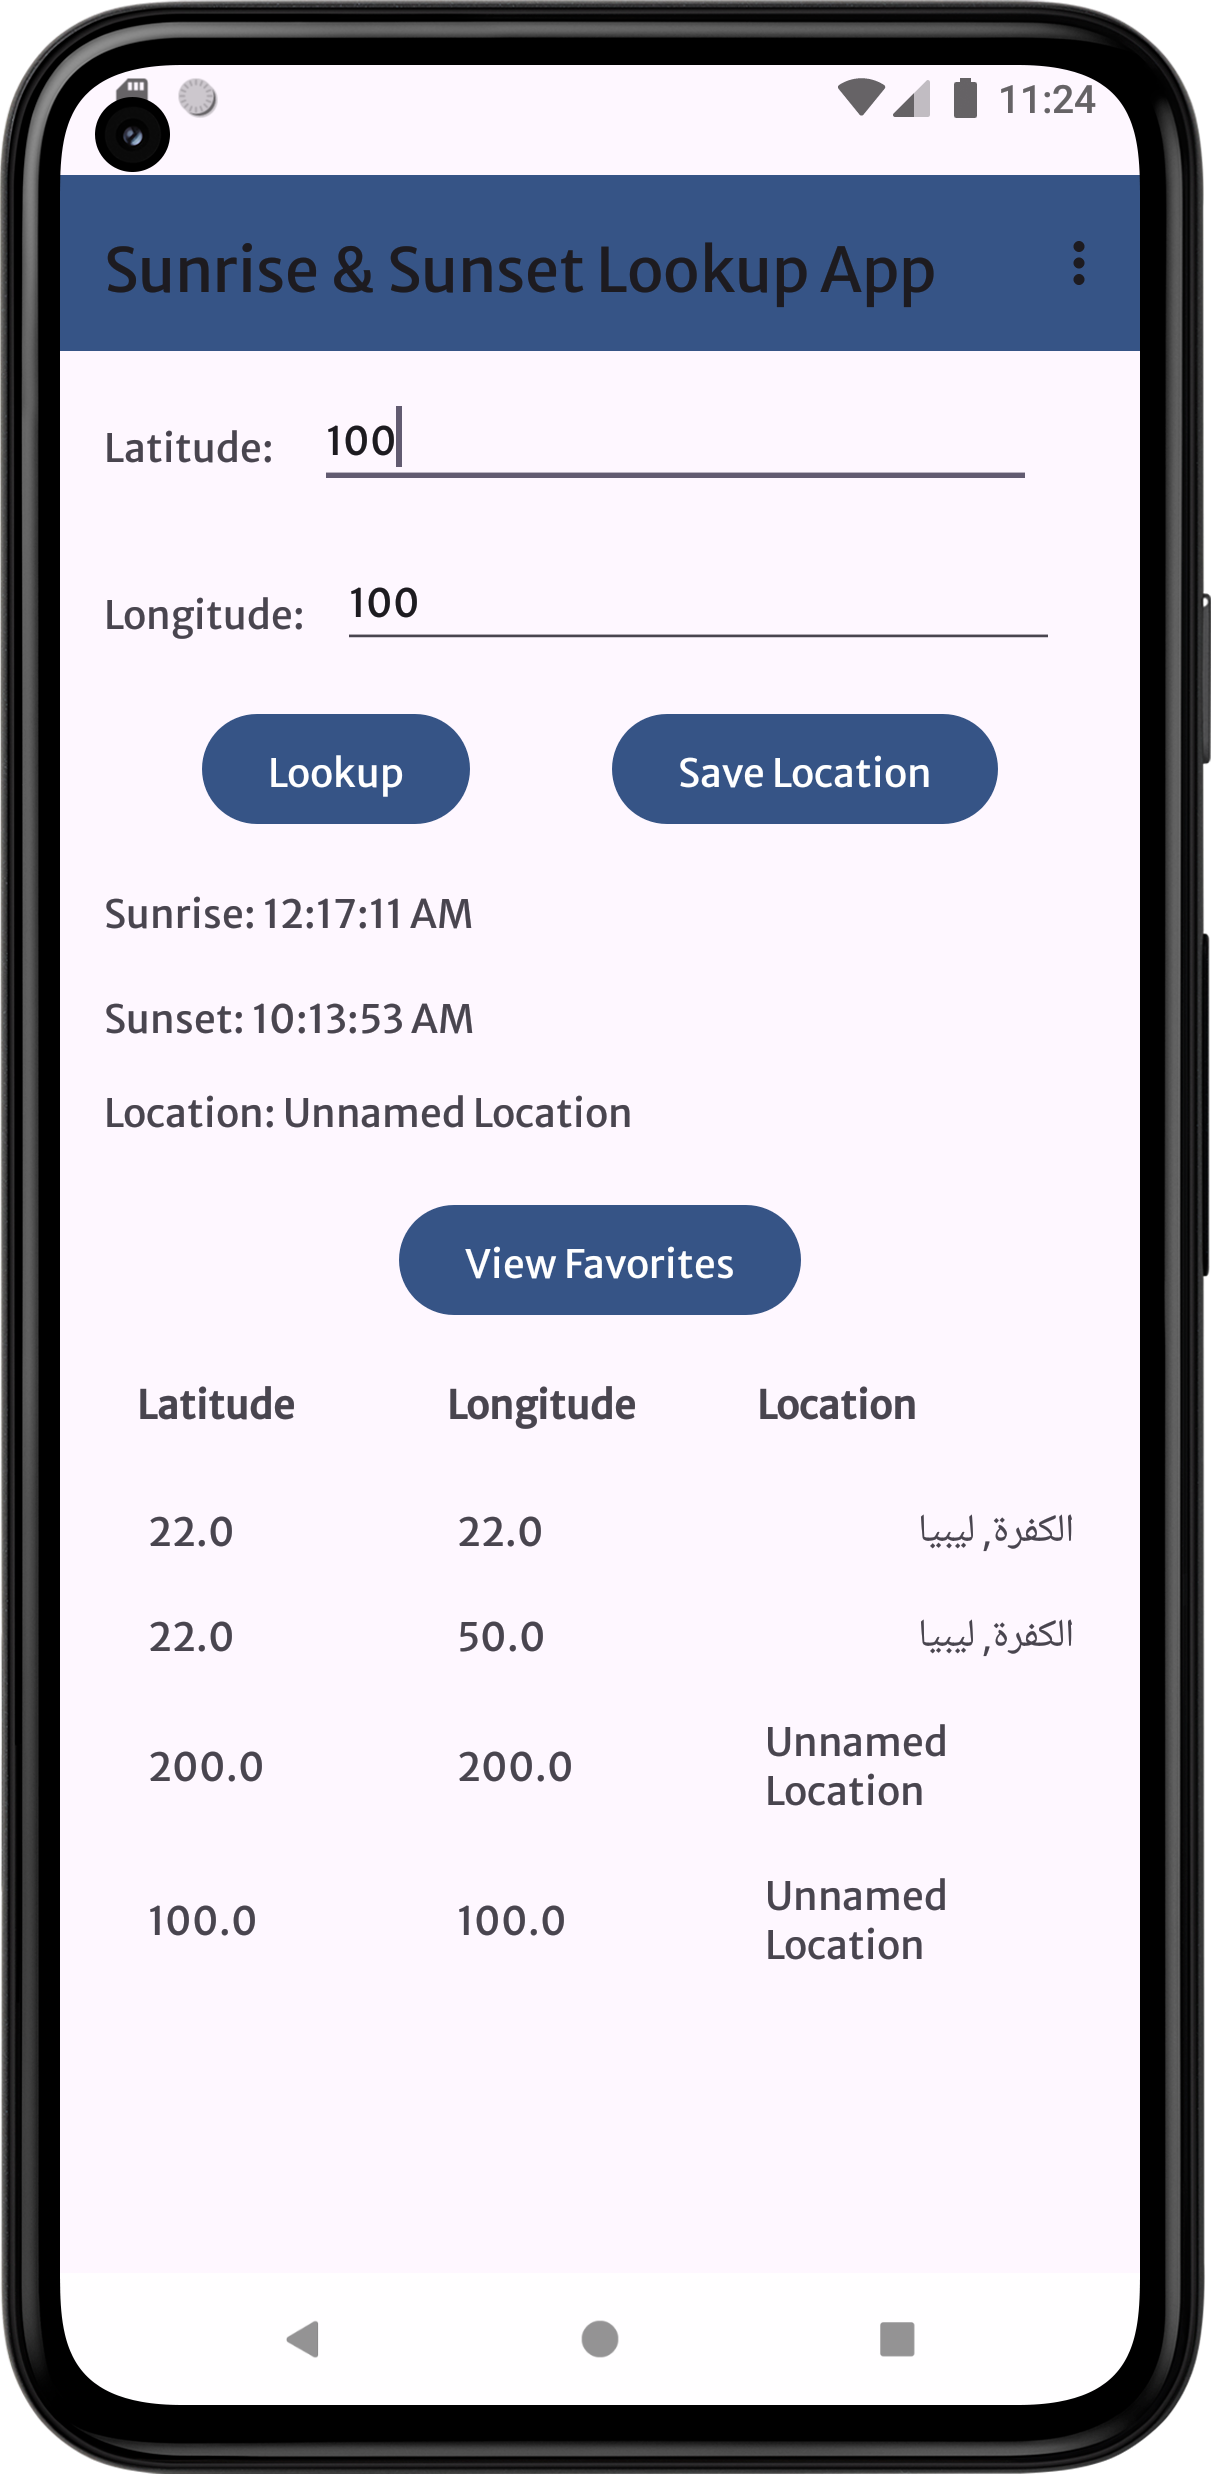 11:24
Sunrise & Sunset Lookup App
Latitude: 100
Longitude: 100
Lookup Save Location
Sunrise: 12:17:11 AM
Sunset: 10:13:53 AM
Location: Unnamed Location
View Favorites
Latitude Longitude Location
22.0 22.0 الكفرة, ليبيا
22.0 50.0 الكفرة, ليبيا
200.0 200.0 Unnamed
Location
100.0 100.0 Unnamed
Location